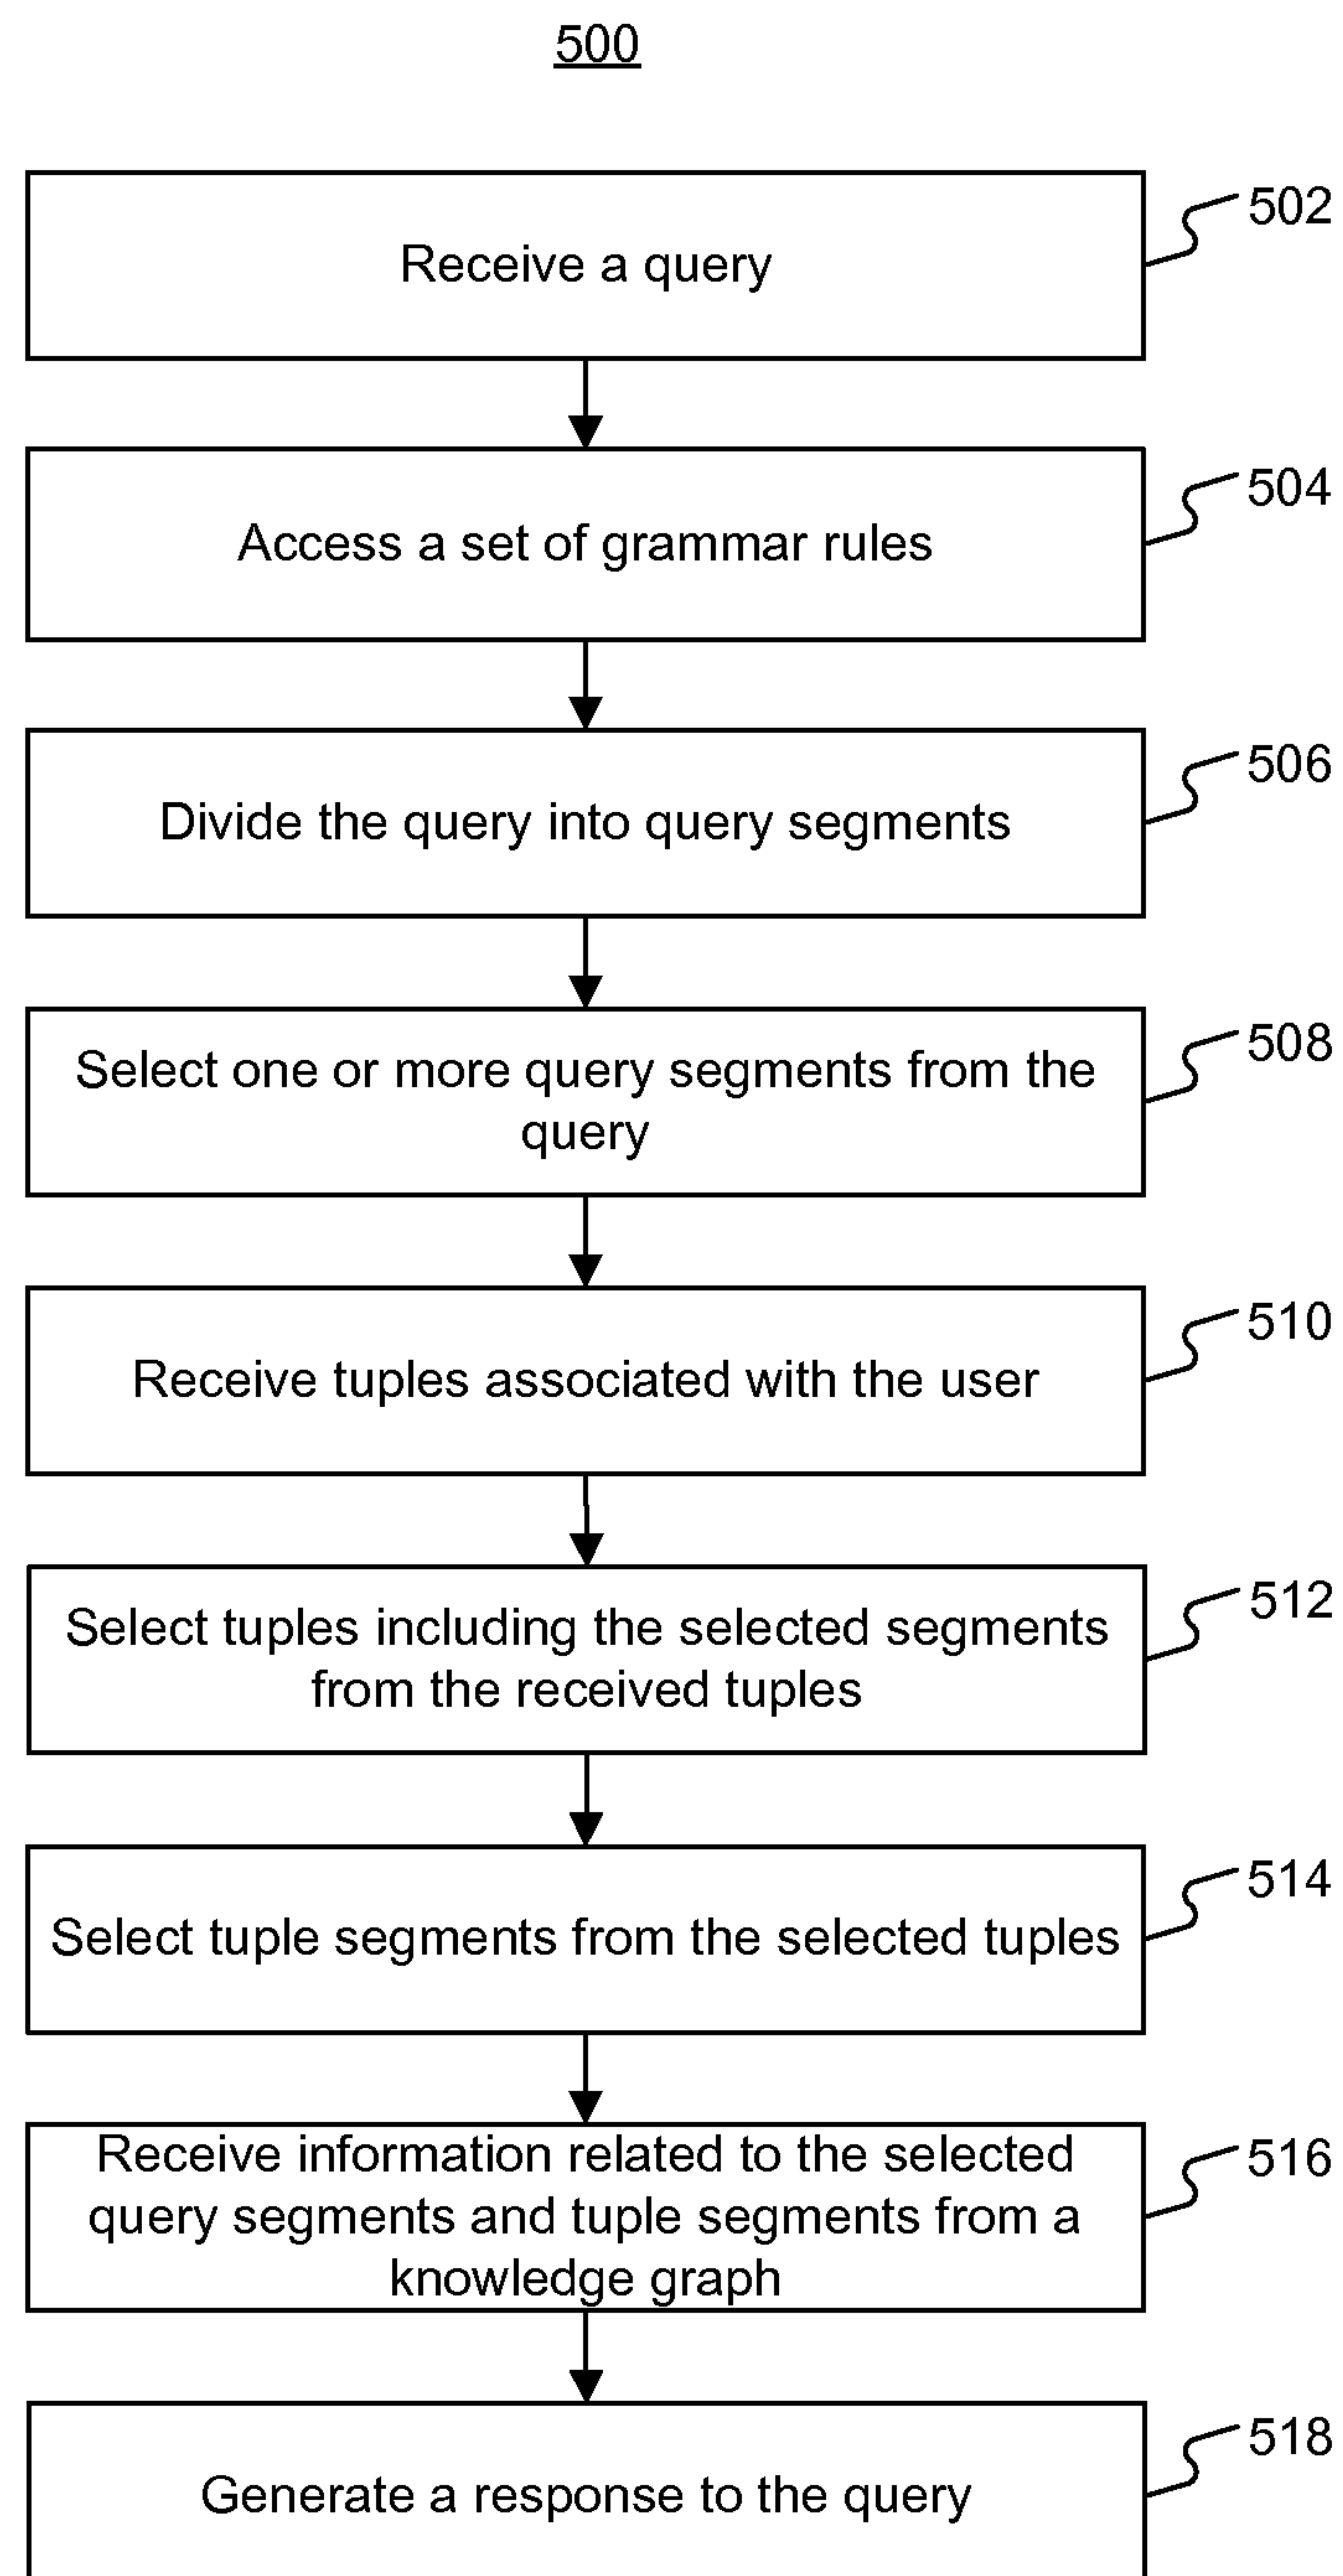 500
Receive a query
502
Access a set of grammar rules
504
Divide the query into query segments
506
Select one or more query segments from the
query
508
Receive tuples associated with the user
510
Select tuples including the selected segments
from the received tuples
512
Select tuple segments from the selected tuples
514
Receive information related to the selected
query segments and tuple segments from a
knowledge graph
516
Generate a response to the query
518